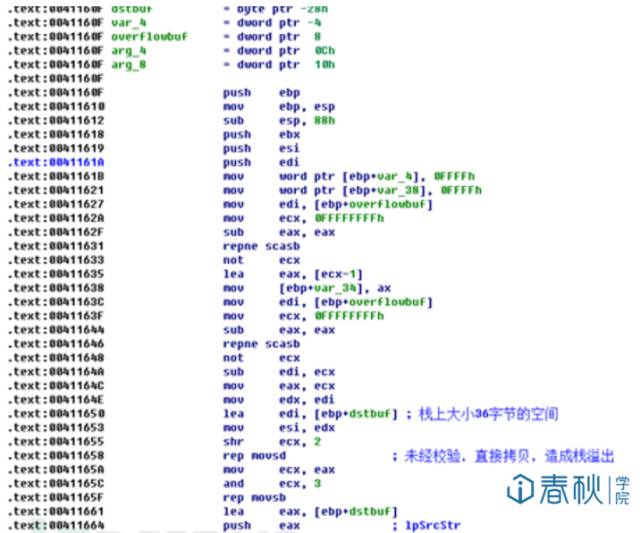 .text:0041160F dstbuf = byte ptr -28h
.text:0041160F var_4 = dword ptr -4
.text:0041160F overflowbuf = dword ptr 8
.text:0041160F arg_4 = dword ptr 0Ch
.text:0041160F arg_8 = dword ptr 10h
.text:0041160F
.text:0041160F push ebp
.text:00411610 mov ebp, esp
.text:00411612 sub esp, 88h
.text:00411618 push ebx
.text:00411619 push esi
.text:0041161A push edi
.text:0041161B mov word ptr [ebp+var_4], 0FFFFh
.text:00411621 mov word ptr [ebp+var_38], 0FFFFh
.text:00411627 mov edi, [ebp+overflowbuf]
.text:0041162A mov ecx, 0FFFFFFFFh
.text:0041162F sub eax, eax
.text:00411631 repne scasb
.text:00411633 not ecx
.text:00411635 lea eax, [ecx-1]
.text:00411638 mov [ebp+var_34], ax
.text:0041163C mov edi, [ebp+overflowbuf]
.text:0041163F mov ecx, 0FFFFFFFFh
.text:00411644 sub eax, eax
.text:00411646 repne scasb
.text:00411648 not ecx
.text:0041164A sub edi, ecx
.text:0041164C mov eax, ecx
.text:0041164E mov edx, edi
.text:00411650 lea edi, [ebp+dstbuf] ; 栈上大小36字节的空间
.text:00411653 mov esi, edx
.text:00411655 shr ecx, 2
.text:00411658 rep movsd ; 未经校验，直接拷贝，造成栈溢出
.text:0041165A mov ecx, eax
.text:0041165C and ecx, 3
.text:0041165F rep movsb
.text:00411661 lea eax, [ebp+dstbuf]
.text:00411664 push eax ; lpSrcStr
春秋学院